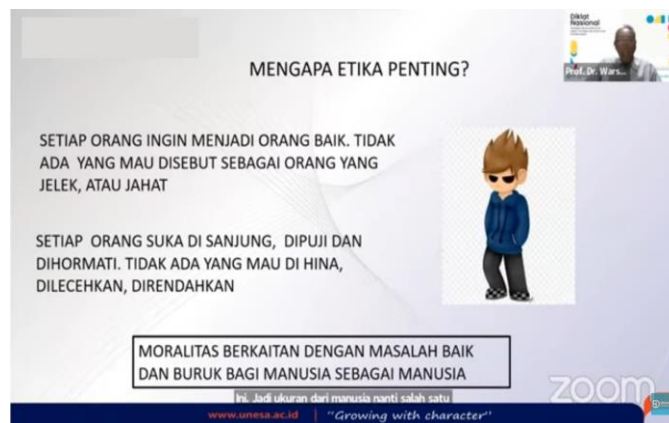 Diklat
Nasional
Prof. Dr. Wars...
MENGAPA ETIKA PENTING?
SETIAP ORANG INGIN MENJADI ORANG BAIK. TIDAK
ADA YANG MAU DISEBUT SEBAGAI ORANG YANG
JELEK, ATAU JAHAT
SETIAP ORANG SUKA DI SANJUNG, DIPUJI DAN
DIHORMATI. TIDAK ADA YANG MAU DI HINA,
DILECEHKAN, DIRENDAHKAN
MORALITAS BERKAITAN DENGAN MASALAH BAIK
DAN BURUK BAGI MANUSIA SEBAGAI MANUSIA
Ini. Jadi ukuran dari manusia nanti salah satu
zoom
www.unesa.ac.id | "Growing with character"